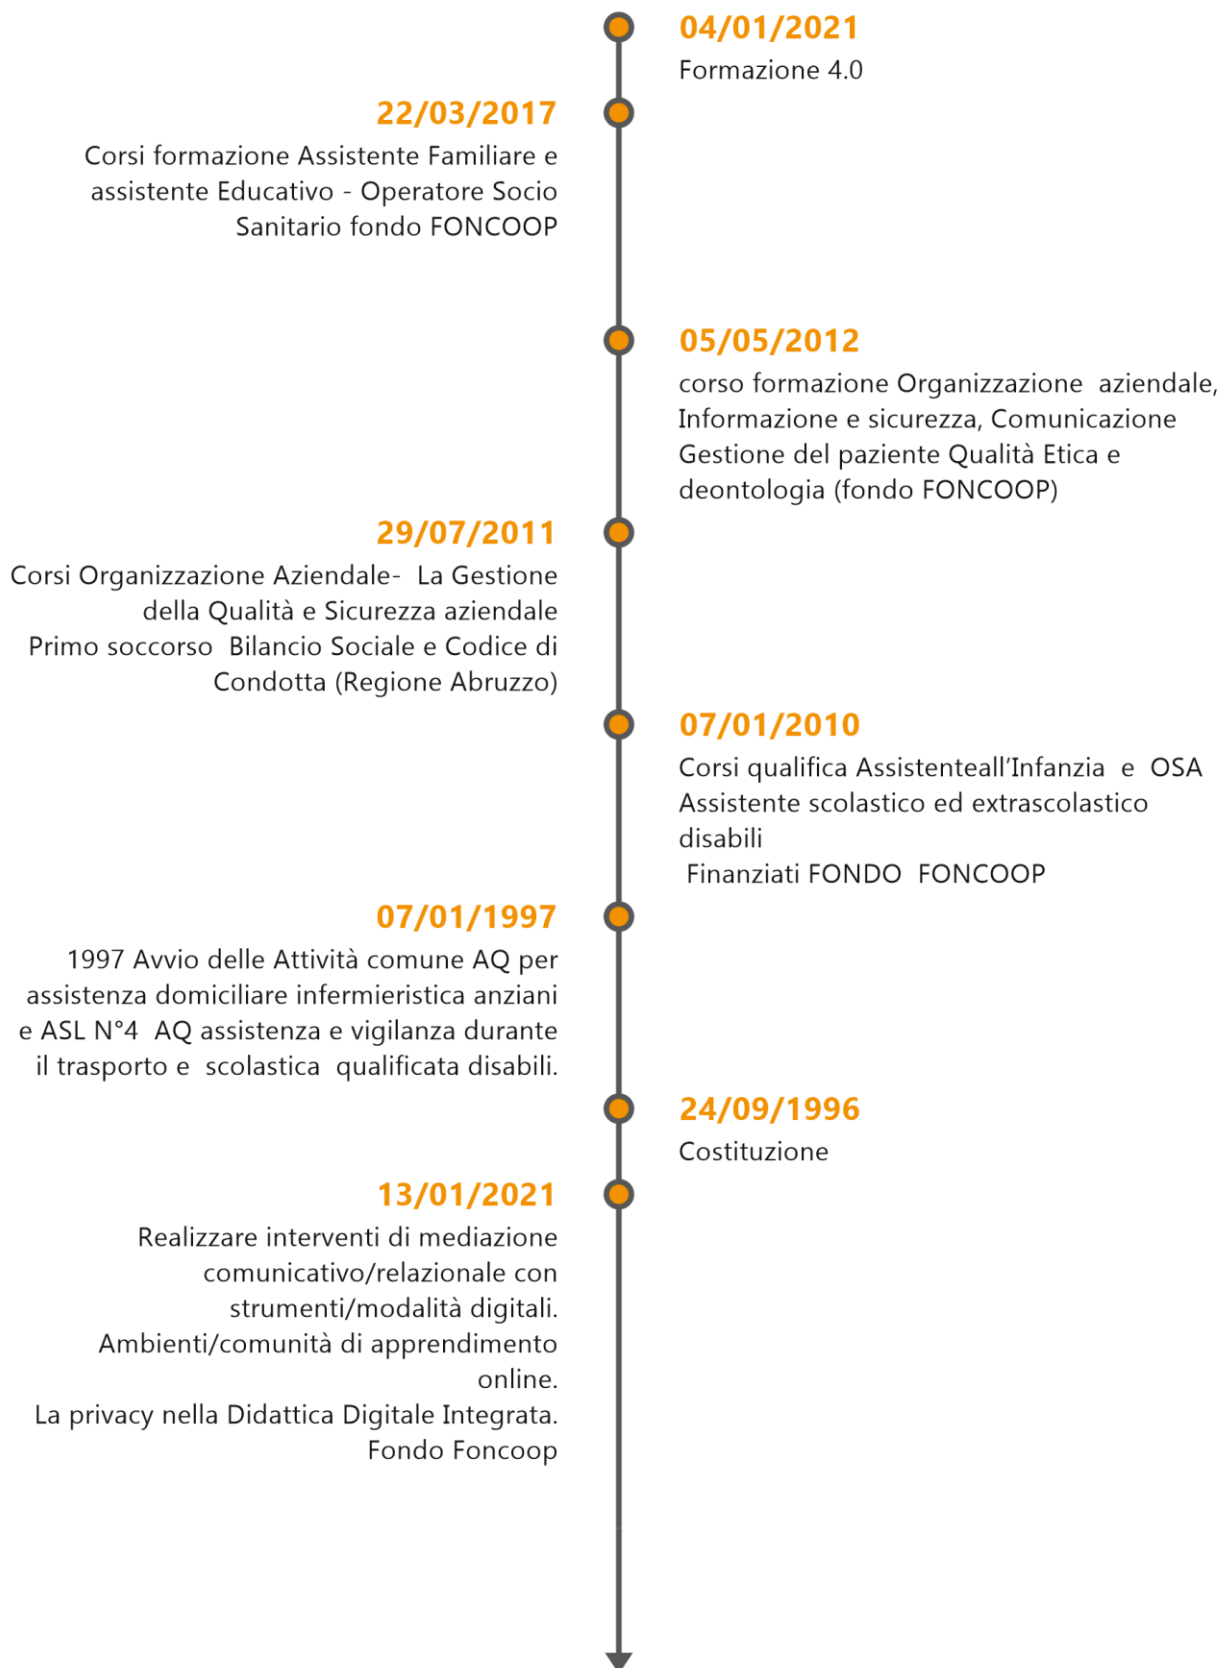 04/01/2021
Formazione 4.0
22/03/2017
Corsi formazione Assistente Familiare e
assistente Educativo - Operatore Socio
Sanitario fondo FONCOOP
05/05/2012
corso formazione Organizzazione  aziendale,
Informazione e sicurezza, Comunicazione
Gestione del paziente Qualità Etica e
deontologia (fondo FONCOOP)
29/07/2011
Corsi Organizzazione Aziendale-  La Gestione
della Qualità e Sicurezza aziendale
Primo soccorso  Bilancio Sociale e Codice di
Condotta (Regione Abruzzo)
07/01/2010
Corsi qualifica Assistenteall'Infanzia  e  OSA
Assistente scolastico ed extrascolastico
disabili
Finanziati FONDO  FONCOOP
07/01/1997
1997 Avvio delle Attività comune AQ per
assistenza domiciliare infermieristica anziani
e ASL N°4  AQ assistenza e vigilanza durante
il trasporto e  scolastica  qualificata disabili.
24/09/1996
Costituzione
13/01/2021
Realizzare interventi di mediazione
comunicativo/relazionale con
strumenti/modalità digitali.
Ambienti/comunità di apprendimento
online.
La privacy nella Didattica Digitale Integrata.
Fondo Foncoop